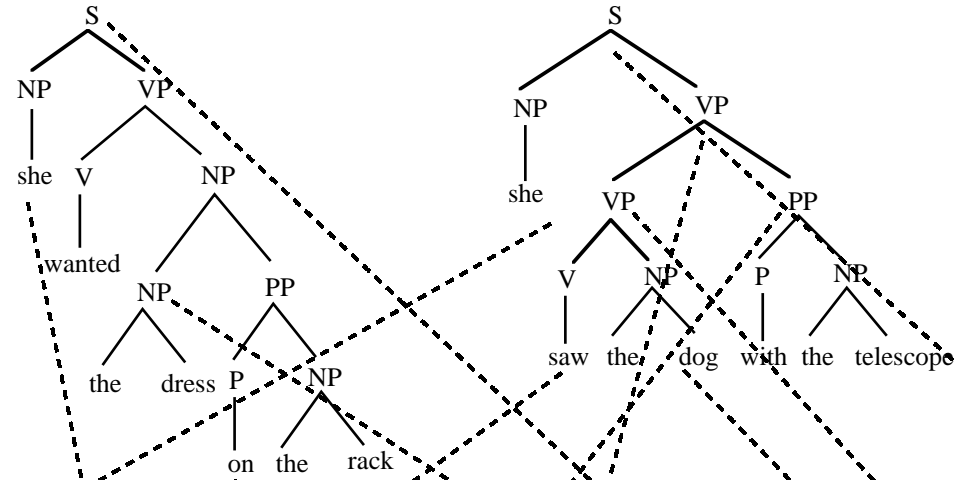 S
NP VP
she V NP
wanted
NP PP
the dress P NP
on the rack
S
NP VP
she
VP PP
V NP P NP
saw the dog with the telescope